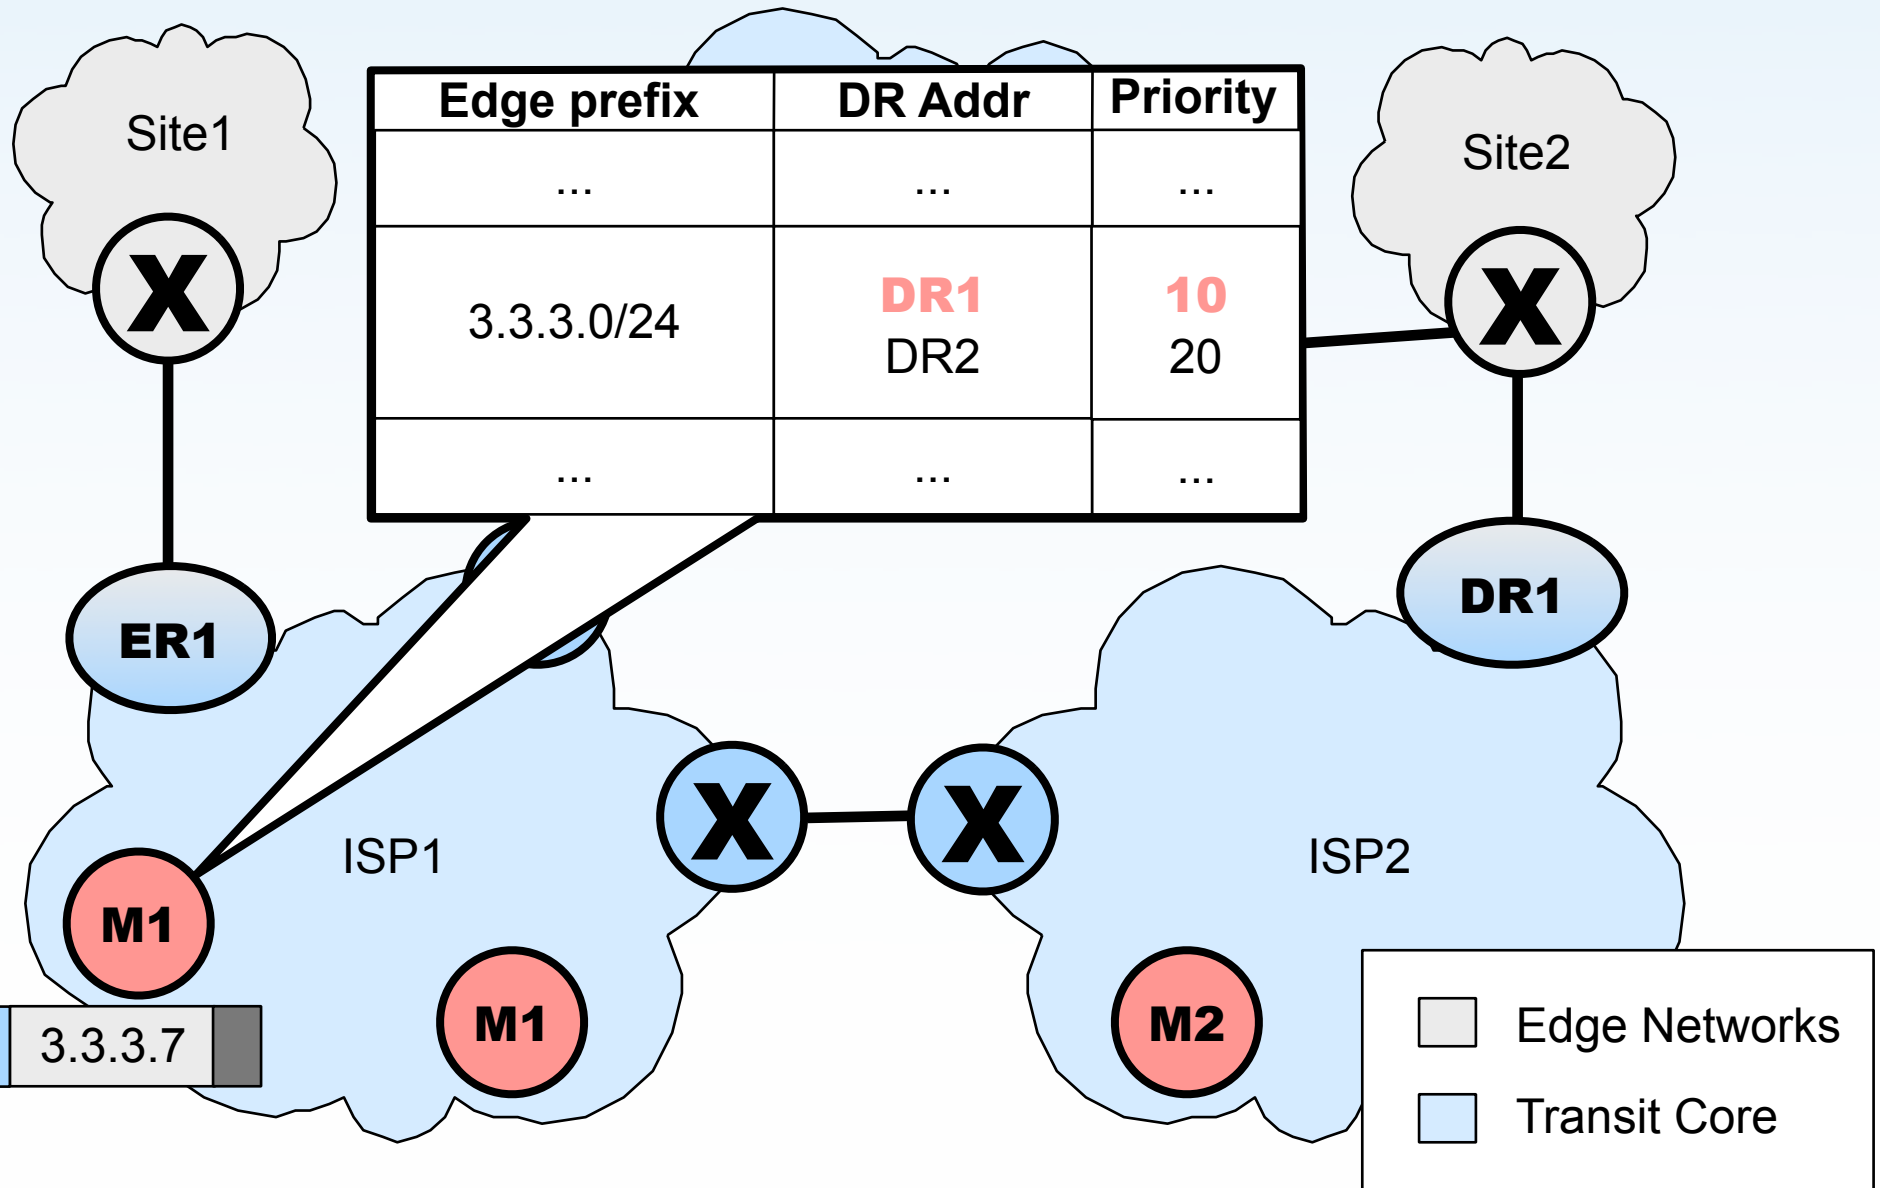 Site1
Edge prefix DR Addr Priority
... ... ...
3.3.3.0/24 DR1 10
DR2 20
... ... ...
Site2
X
X
ER1
DR1
X
X
ISP1
ISP2
M1
M1
M2
3.3.3.7
Edge Networks
Transit Core